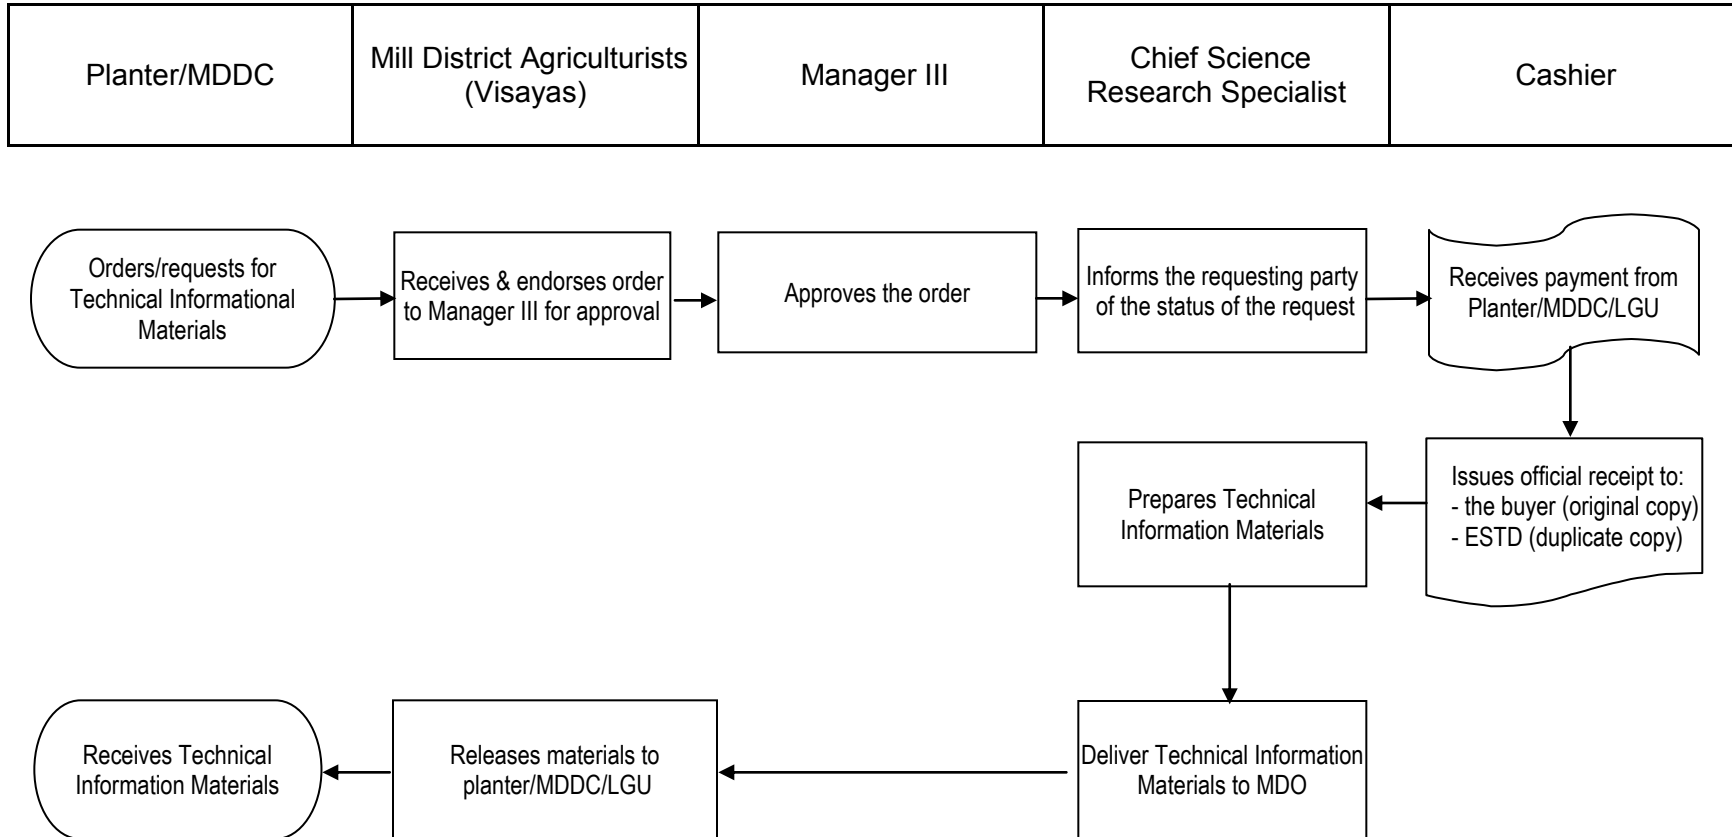 Planter/MDDC
Mill District Agriculturists
(Visayas)
Manager III
Chief Science
Research Specialist
Cashier
Orders/requests for
Technical Informational
Materials
Receives & endorses order
to Manager III for approval
Approves the order
Informs the requesting party
of the status of the request
Receives payment from
Planter/MDDC/LGU
Issues official receipt to:
- the buyer (original copy)
- ESTD (duplicate copy)
Prepares Technical
Information Materials
Deliver Technical Information
Materials to MDO
Releases materials to
planter/MDDC/LGU
Receives Technical
Information Materials